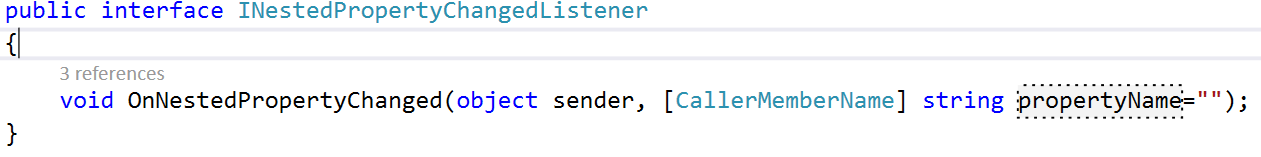 public interface INestedPropertyChangedListener
{
3 references
void OnNestedPropertyChanged(object sender, [CallerMemberName] string propertyName="");
}